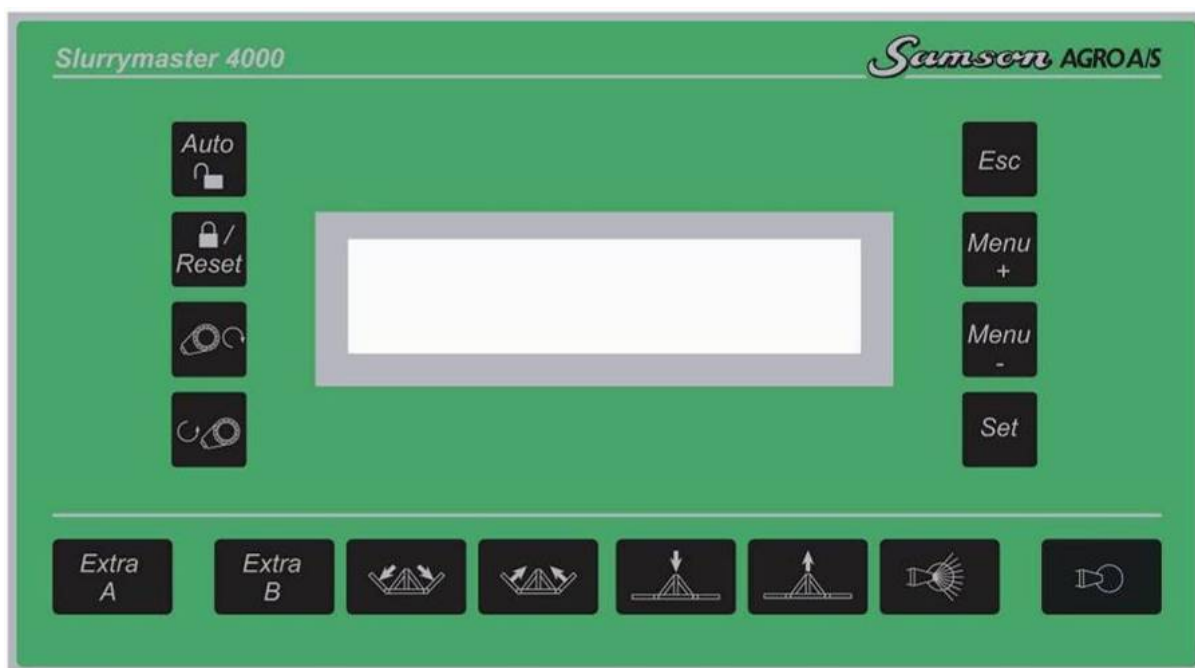 Slurrymaster 4000
Samson AGRO A/S
Auto
Esc
/
Reset
Menu
+
Menu
-
Set
Extra
A
Extra
B